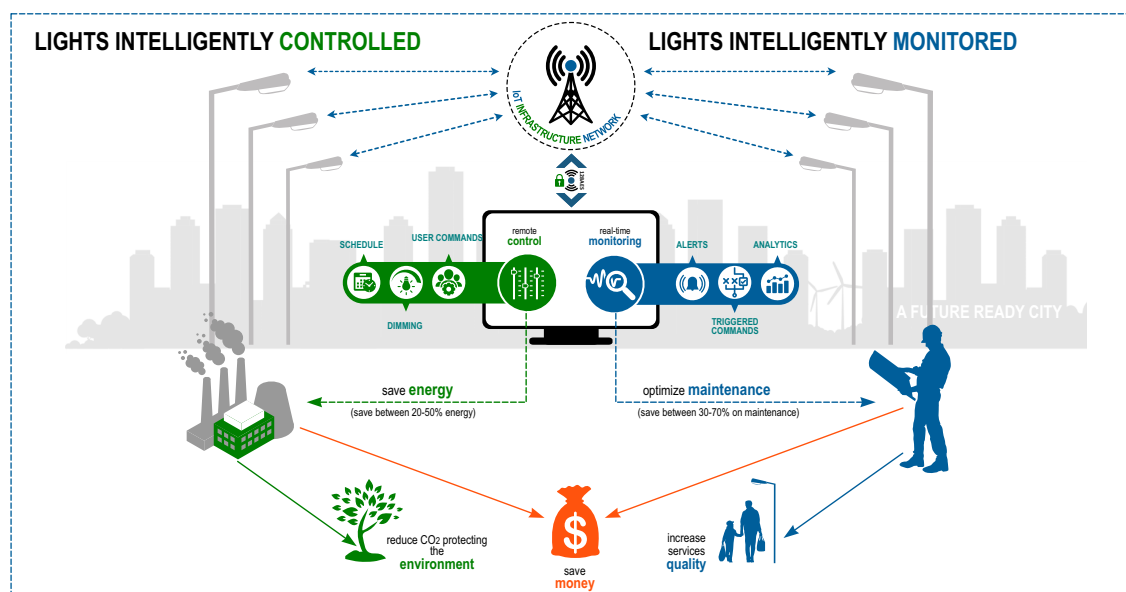 LIGHTS INTELLIGENTLY CONTROLLED
LIGHTS INTELLIGENTLY MONITORED
IoT INFRASTRUCTURE NETWORK
128AES
remote
control
real-time
monitoring
SCHEDULE
USER COMMANDS
DIMMING
ALERTS
ANALYTICS
TRIGGERED
COMMANDS
A FUTURE READY CITY
save energy
(save between 20-50% energy)
optimize maintenance
(save between 30-70% on maintenance)
reduce CO2 protecting
the
environment
$
save
money
increase
services
quality